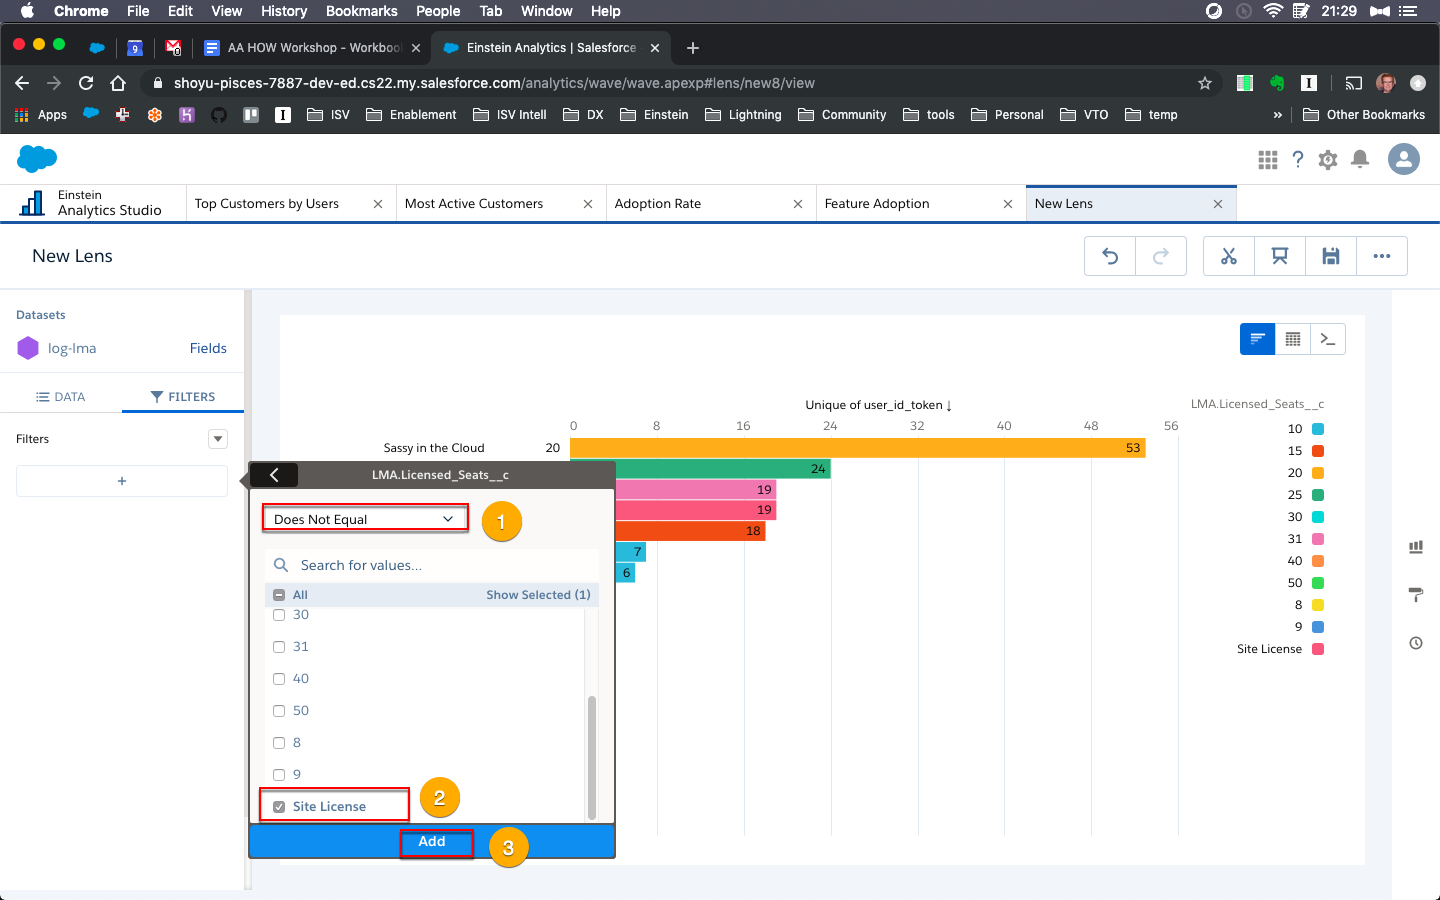 Chrome File Edit View History Bookmarks People Tab Window Help 21:29
9 0 AA HOW Workshop - Workboo Einstein Analytics | Salesforce
shoyu-pisces-7887-dev-ed.cs22.my.salesforce.com/analytics/wave/wave.apexp#lens/new8/view
Apps ISV Enablement ISV Intell DX Einstein Lightning Community tools Personal VTO temp » Other Bookmarks
Einstein
Analytics Studio
Top Customers by Users
Most Active Customers
Adoption Rate
Feature Adoption
New Lens
New Lens
Datasets
log-lma Fields
DATA FILTERS
Filters
+
LMA.Licensed_Seats__c
Does Not Equal
1
Search for values...
All Show Selected (1)
30
31
40
50
8
9
Site License
2
Add
3
Unique of user_id_token ↓
0 8 16 24 32 40 48 56
Sassy in the Cloud 20 53
24
19
19
18
7
6
LMA.Licensed_Seats__c
10
15
20
25
30
31
40
50
8
9
Site License